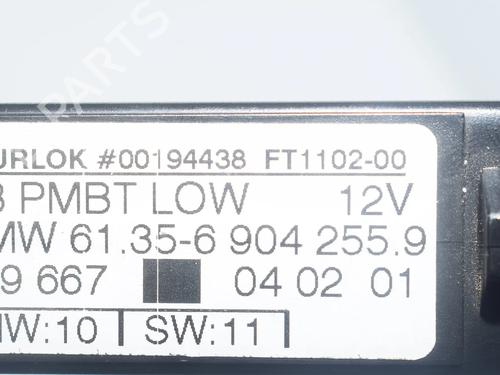 URLOK #00194438 FT1102-00
PMBT LOW 12V
MW 61.35-6 904 255.9
9 667 04 02 01
HW:10 SW:11
B PARTS